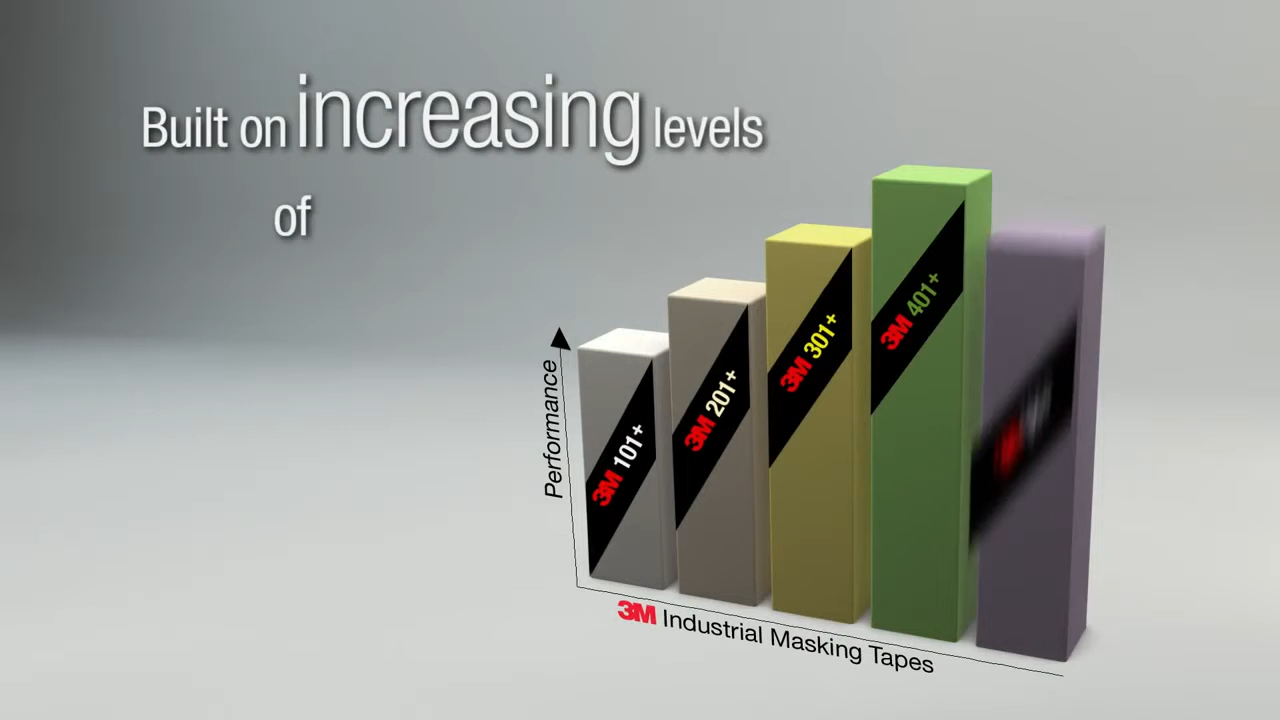 Built on increasing levels
of
Performance
3M 101+
3M 201+
3M 301+
3M 401+
3M Industrial Masking Tapes